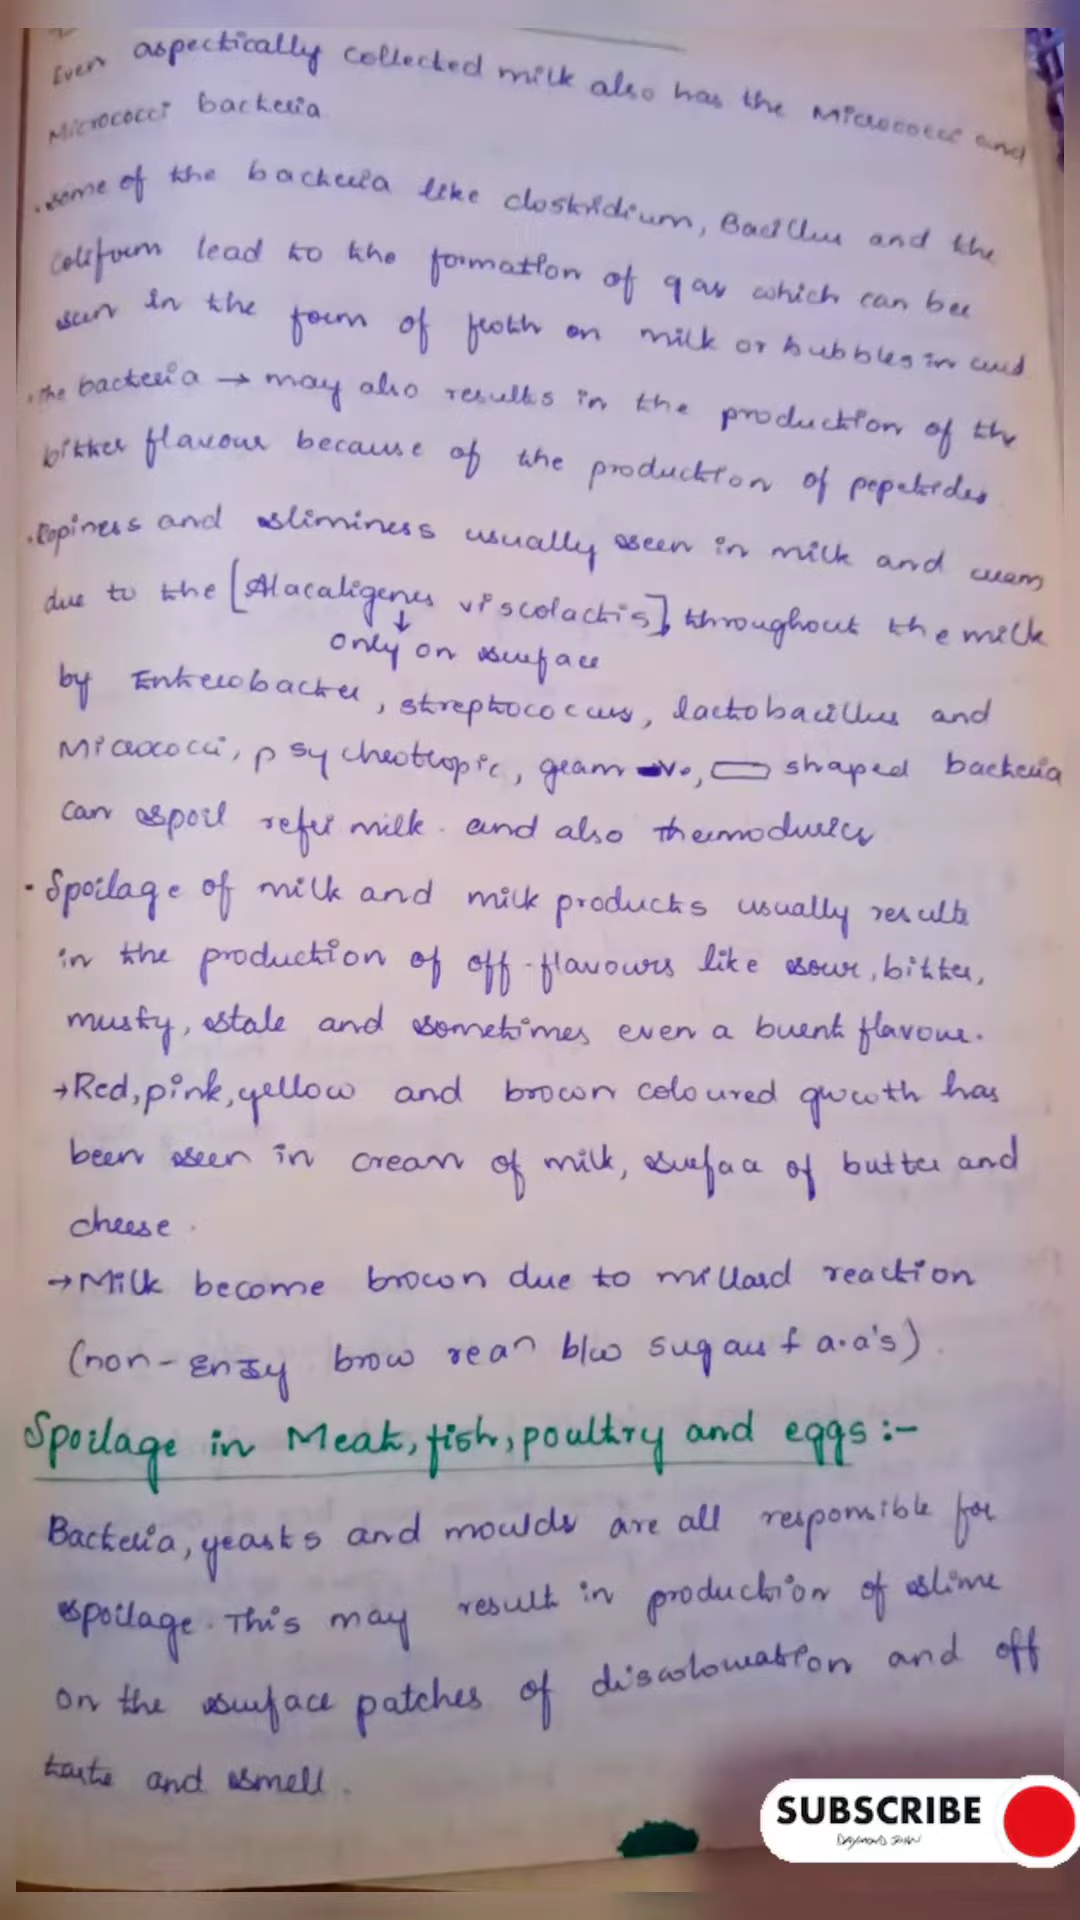 Even aspectically collected milk also has the Micrococci and
Micrococci bacteria
. some of the bacteria like clostridium, Bacillus and the
coliform lead to the formation of gas which can bee
seen in the form of froth on milk or bubbles in curd
. the bacteria → may also results in the production of the
bitter flavour because of the production of pepetides
. Ropiness and sliminess usually seen in milk and cream
due to the [Alacaligenes viscolactis], throughout the milk
↓
only on surface
by Enterobacter, streptococcus, lactobacillus and
Micrococci, psychrotropic, gram -ve, shaped bacteria
can spoil refri milk. and also thermodurics
• Spoilage of milk and milk products usually results
in the production of off-flavours like sour, bitter,
musty, stale and sometimes even a burnt flavour.
→ Red, pink, yellow and brown coloured growth has
been seen in cream of milk, surface of butter and
cheese.
→ Milk become brown due to millard reaction
(non-Enzy brow rean b/w sugars & a.a's).
Spoilage in Meat, fish, poultry and eggs :-
Bacteria, yeasts and moulds are all responsible for
spoilage. This may result in production of slime
on the surface patches of discolouration and off
taste and smell.
SUBSCRIBE